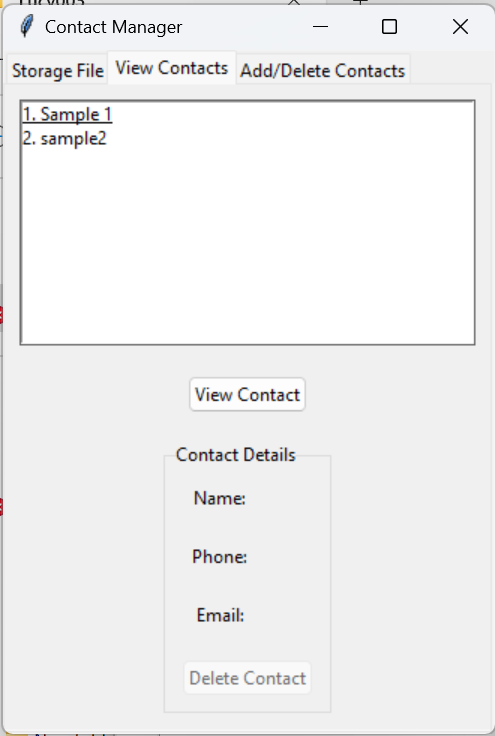 Contact Manager
Storage File View Contacts Add/Delete Contacts
1. Sample 1
2. sample2
View Contact
Contact Details
Name:
Phone:
Email:
Delete Contact